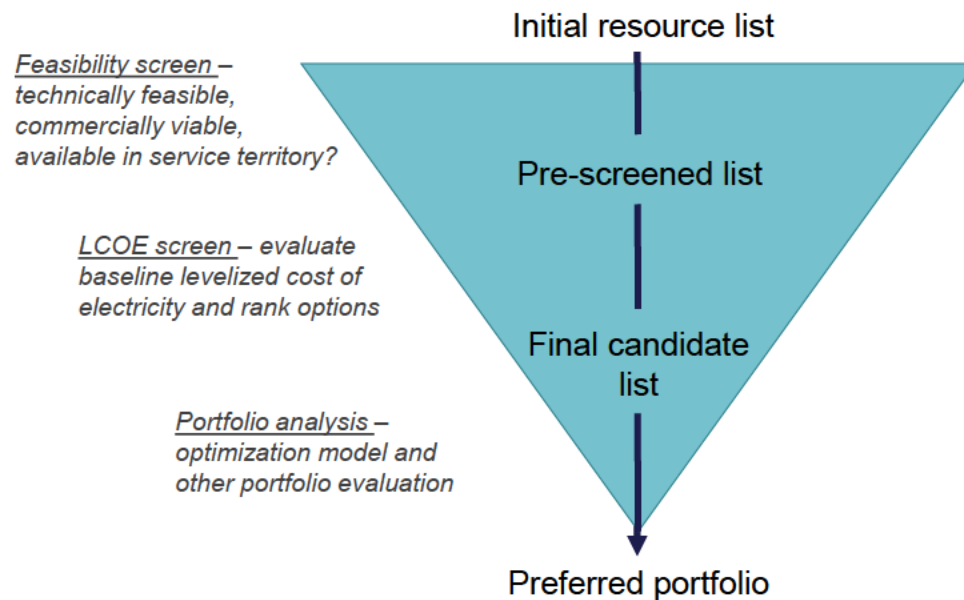 Initial resource list
Feasibility screen –
technically feasible,
commercially viable,
available in service territory?
Pre-screened list
LCOE screen – evaluate
baseline levelized cost of
electricity and rank options
Final candidate
list
Portfolio analysis –
optimization model and
other portfolio evaluation
Preferred portfolio